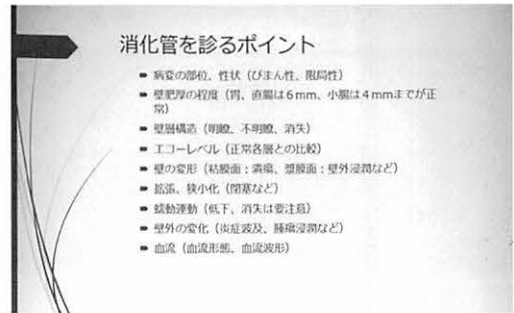 消化管を診るポイント
病変の部位、性状（びまん性、限局性）
壁肥厚の程度（胃、直腸は6mm、小腸は4mmまでが正
常）
壁層構造（明瞭、不明瞭、消失）
エコーレベル（正常各層との比較）
壁の変形（粘膜面：潰瘍、漿膜面：壁外浸潤など）
拡張、狭小化（閉塞など）
蠕動運動（低下、消失は要注意）
壁外の変化（炎症波及、腫瘍浸潤など）
血流（血流形態、血流波形）